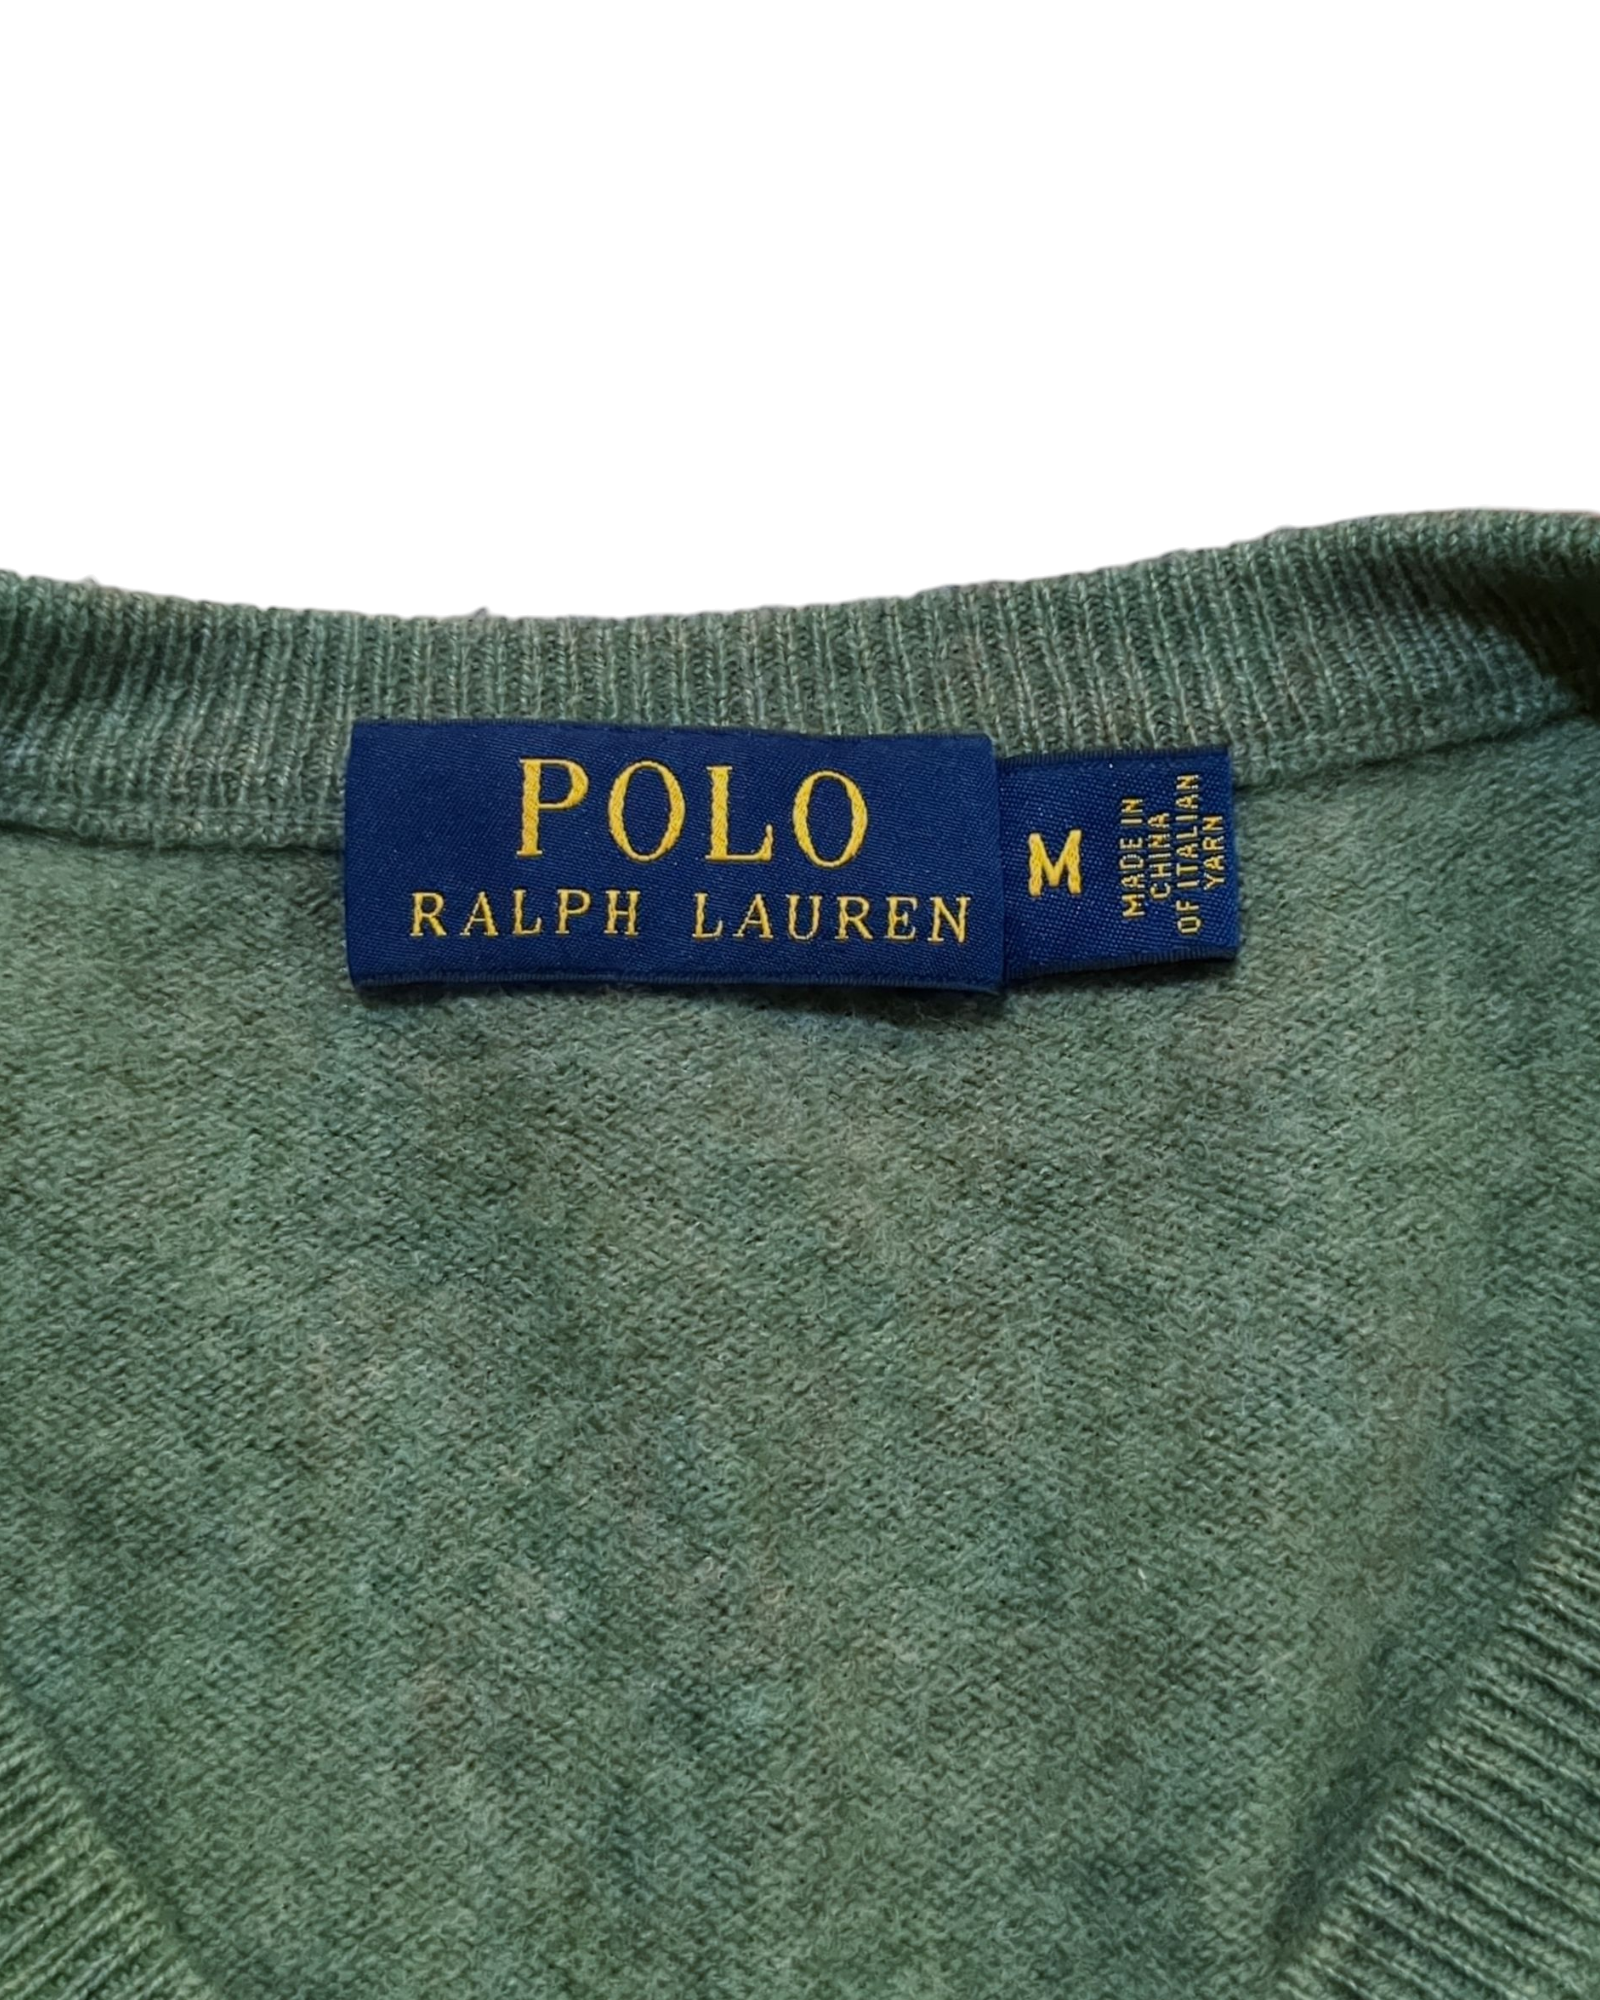 POLO
RALPH LAUREN
M
MADE IN
CHINA
OF ITALIAN
YARN